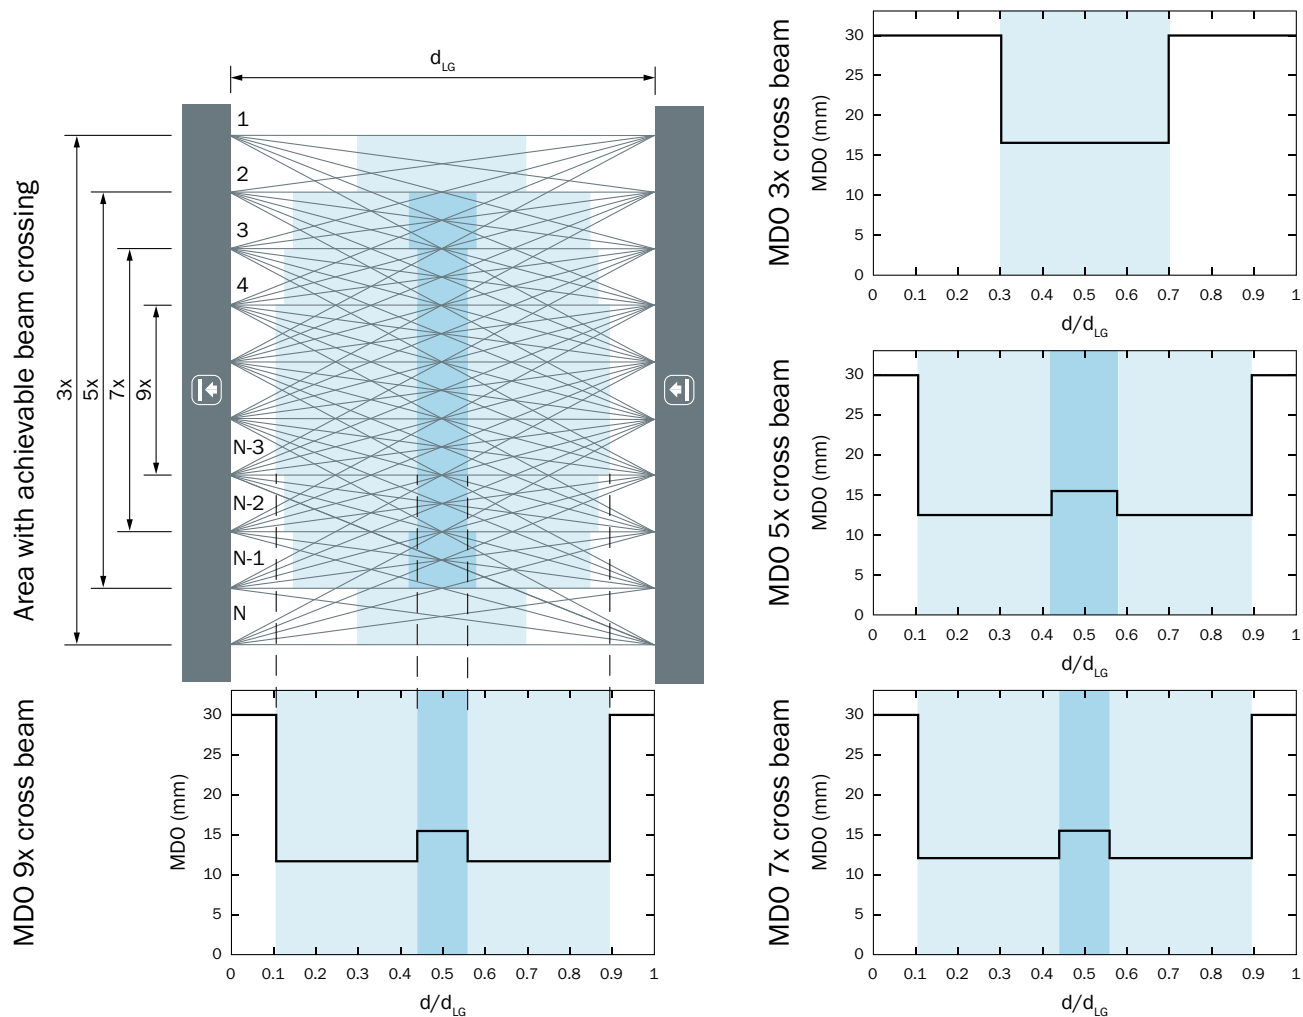 d_LG
Area with achievable beam crossing
3x
5x
7x
9x
1
2
3
4
N-3
N-2
N-1
N
MDO 3x cross beam
MDO (mm)
30
25
20
15
10
5
0
0 0.1 0.2 0.3 0.4 0.5 0.6 0.7 0.8 0.9 1
d/d_LG
MDO 5x cross beam
MDO (mm)
30
25
20
15
10
5
0
0 0.1 0.2 0.3 0.4 0.5 0.6 0.7 0.8 0.9 1
d/d_LG
MDO 9x cross beam
MDO (mm)
30
25
20
15
10
5
0
0 0.1 0.2 0.3 0.4 0.5 0.6 0.7 0.8 0.9 1
d/d_LG
MDO 7x cross beam
MDO (mm)
30
25
20
15
10
5
0
0 0.1 0.2 0.3 0.4 0.5 0.6 0.7 0.8 0.9 1
d/d_LG